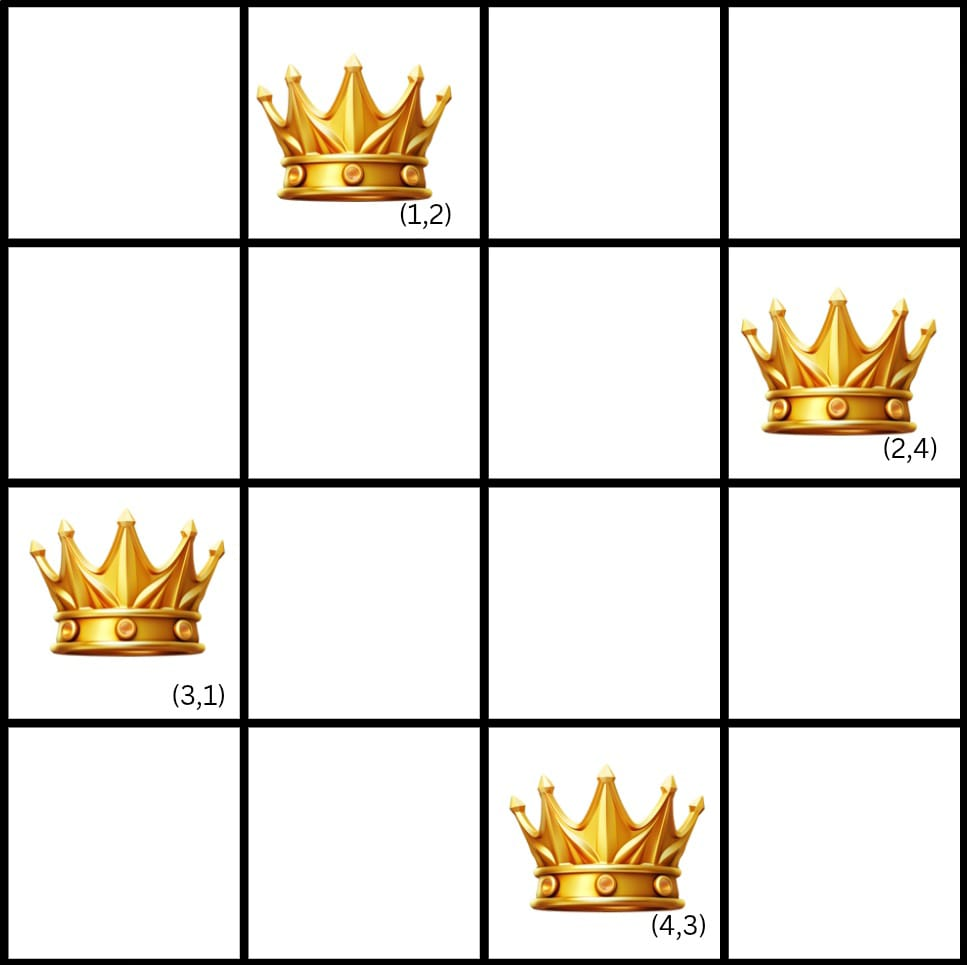 (1,2)
(2,4)
(3,1)
(4,3)